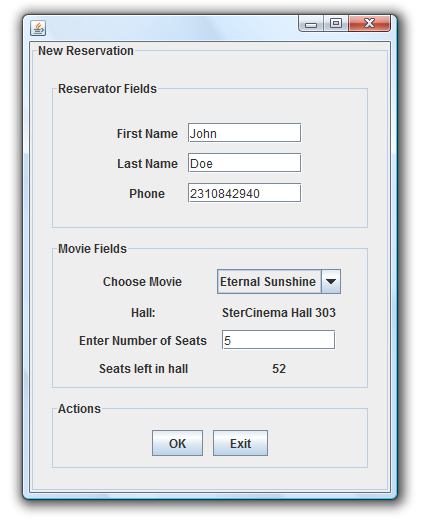 New Reservation
Reservator Fields
First Name John
Last Name Doe
Phone 2310842940
Movie Fields
Choose Movie Eternal Sunshine
Hall: SterCinema Hall 303
Enter Number of Seats 5
Seats left in hall 52
Actions
OK Exit